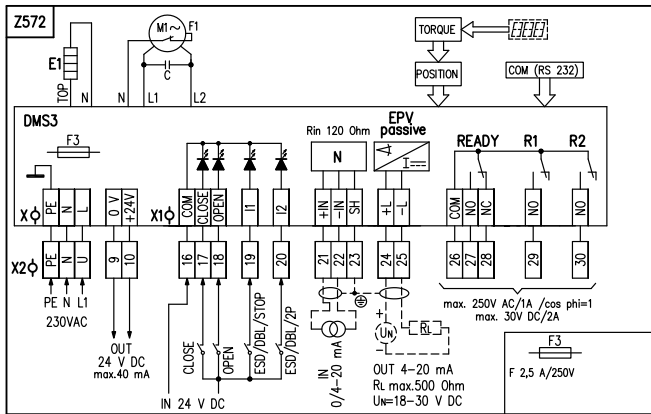 Z572
M1~
F1
E1
C
TOP
N
N
L1
L2
TORQUE
POSITION
COM (RS 232)
DMS3
F3
Rin 120 Ohm
N
EPV
passive
I
READY
R1
R2
X
PE
N
L
0 V
+24V
X1
COM
CLOSE
OPEN
I1
I2
+IN
-IN
SH
+L
-L
COM
NO
NC
NO
NO
X2
PE
N
U
9
10
16
17
18
19
20
21
22
23
24
25
26
27
28
29
30
PE N L1
230VAC
OUT
24 V DC
max.40 mA
IN 24 V DC
CLOSE
OPEN
ESD/DBL/STOP
ESD/DBL/2P
IN
0/4-20 mA
+
UN
-
RL
OUT 4-20 mA
RL max.500 Ohm
UN=18-30 V DC
max. 250V AC/1A /cos phi=1
max. 30V DC/2A
F3
F 2,5 A/250V